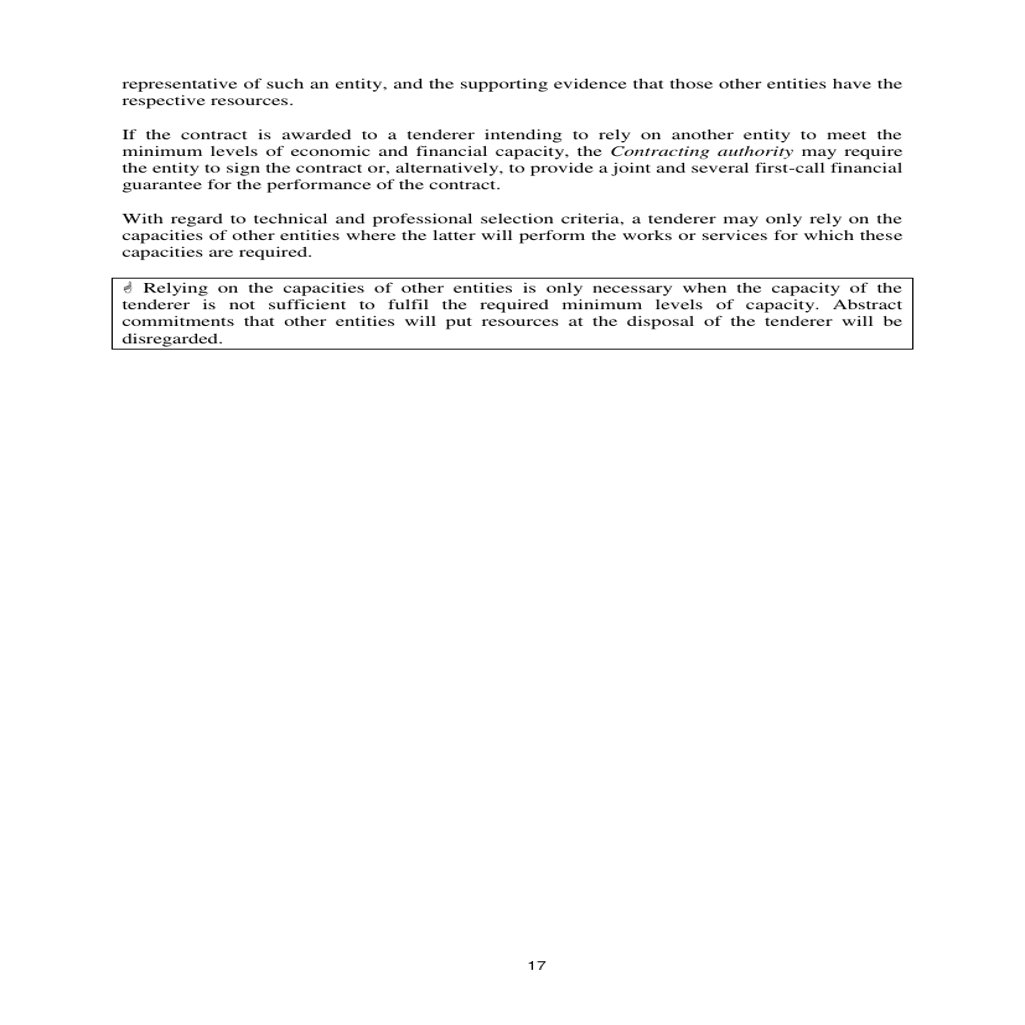 representative of such an entity, and the supporting evidence that those other entities have the
respective resources.
If the contract is awarded to a tenderer intending to rely on another entity to meet the
minimum levels of economic and financial capacity, the Contracting authority may require
the entity to sign the contract or, alternatively, to provide a joint and several first-call financial
guarantee for the performance of the contract.
With regard to technical and professional selection criteria, a tenderer may only rely on the
capacities of other entities where the latter will perform the works or services for which these
capacities are required.
☝ Relying on the capacities of other entities is only necessary when the capacity of the
tenderer is not sufficient to fulfil the required minimum levels of capacity. Abstract
commitments that other entities will put resources at the disposal of the tenderer will be
disregarded.
17